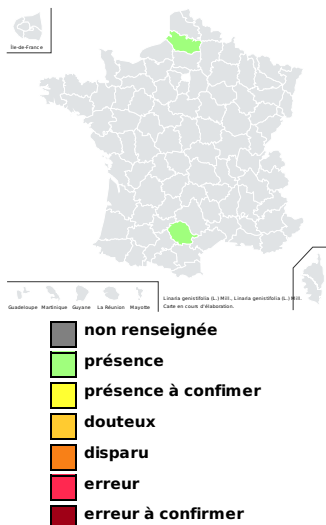 Île-de-France
Guadeloupe Martinique Guyane La Réunion Mayotte
Linaria genistifolia (L.) Mill., Linaria genistifolia (L.) Mill.
Carte en cours d'élaboration.
non renseignée
présence
présence à confimer
douteux
disparu
erreur
erreur à confirmer